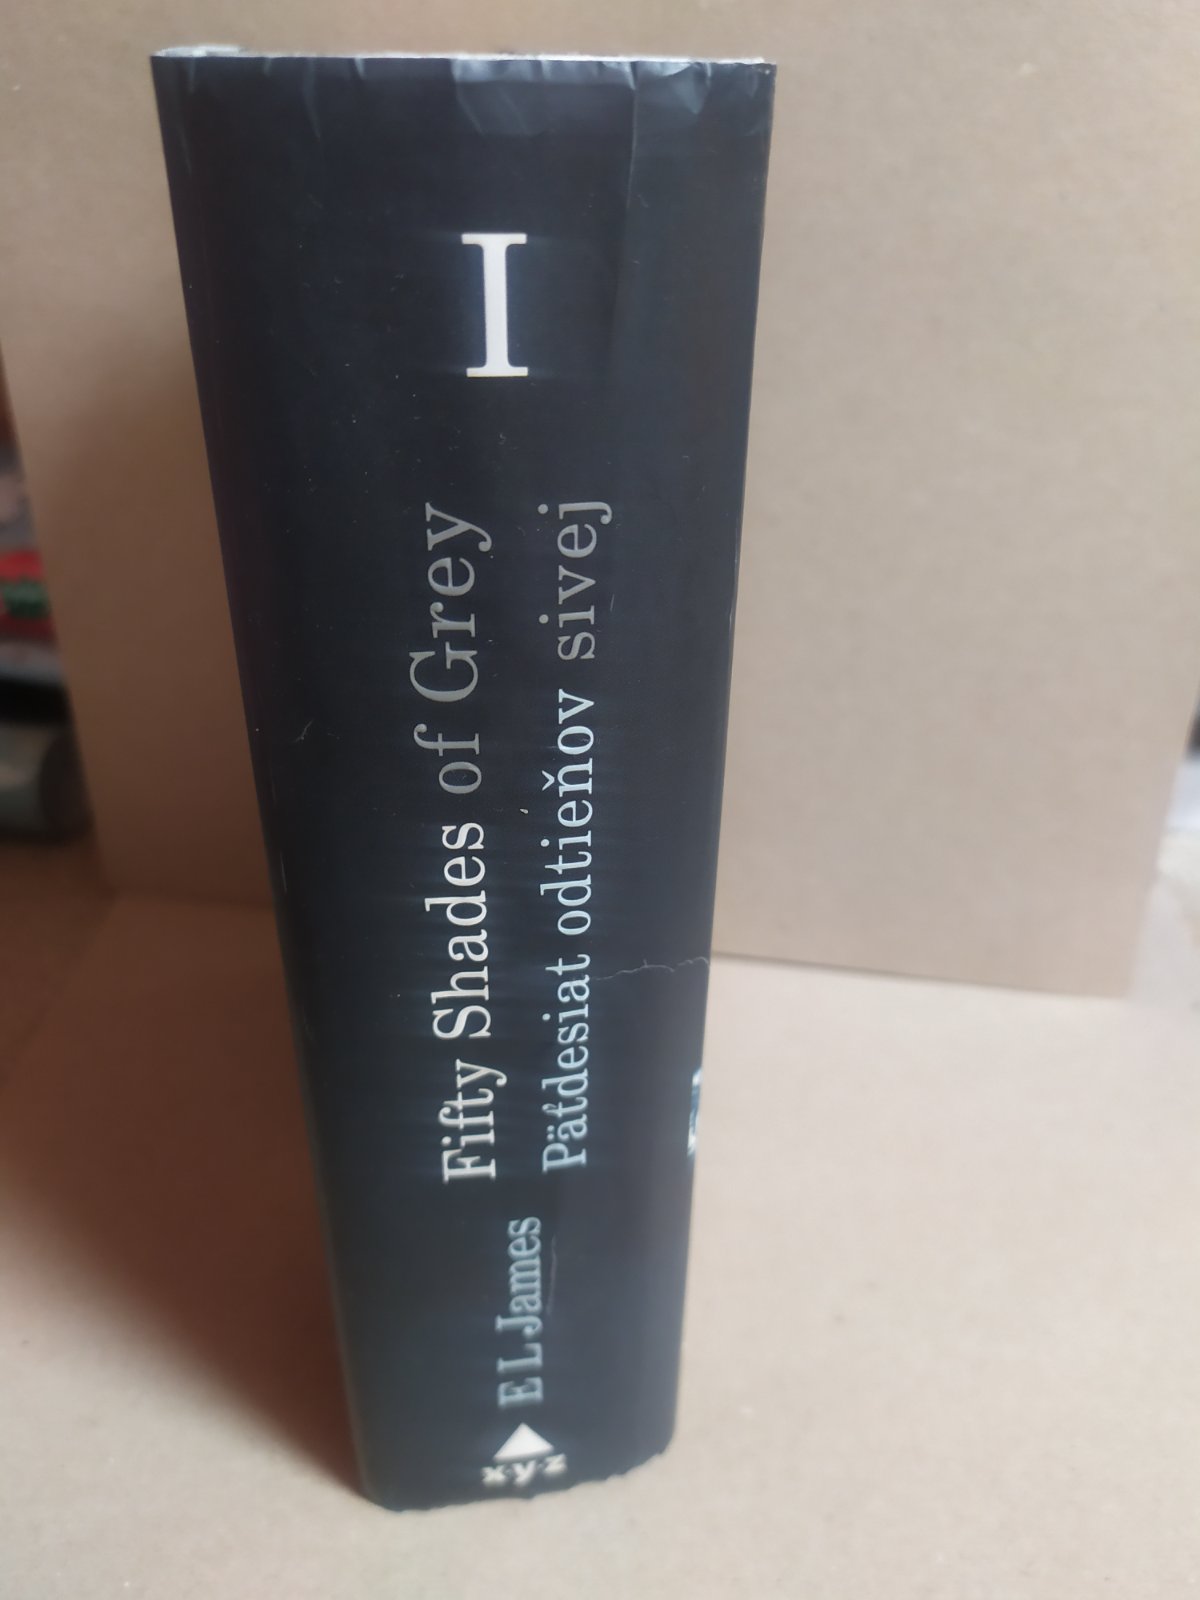 I
Fifty Shades of Grey
Päťdesiat odtieňov sivej
E L James
x·y·z